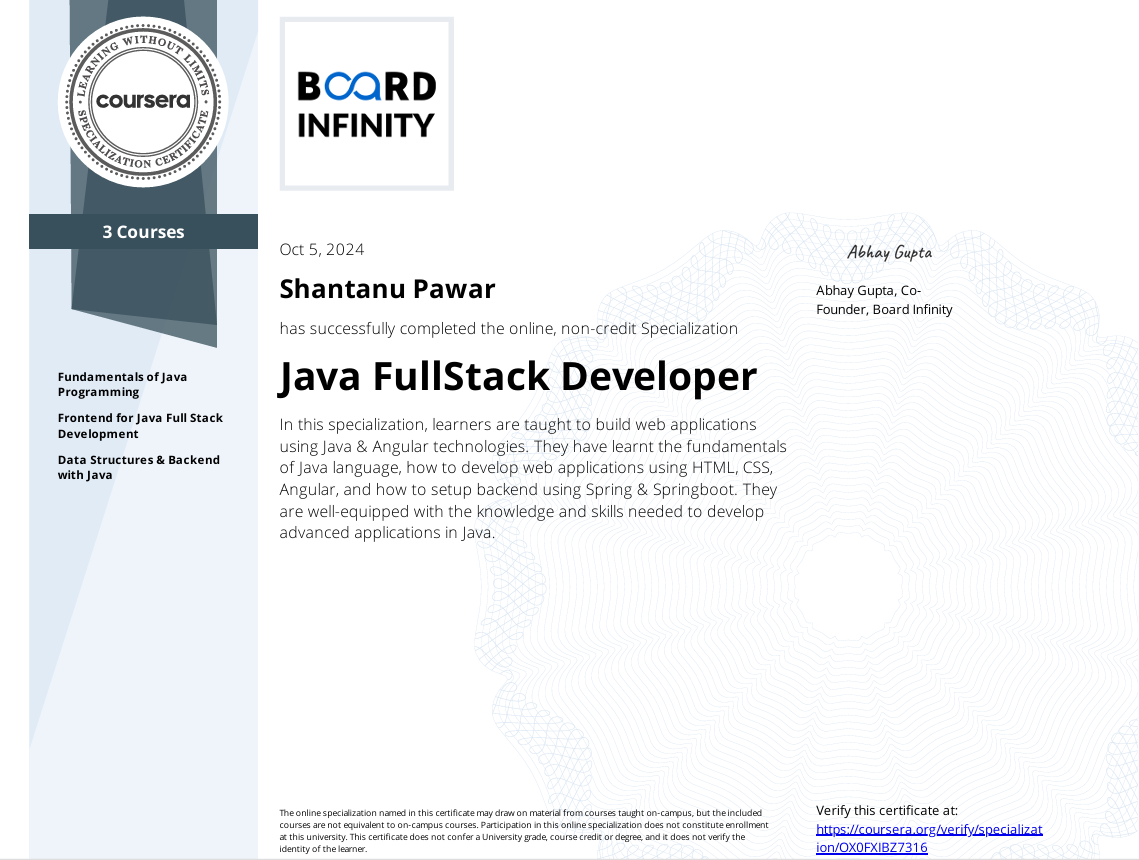 LEARNING WITHOUT LIMITS
coursera
SPECIALIZATION CERTIFICATE
3 Courses
Fundamentals of Java
Programming
Frontend for Java Full Stack
Development
Data Structures & Backend
with Java
BOARD
INFINITY
Oct 5, 2024
Shantanu Pawar
has successfully completed the online, non-credit Specialization
Java FullStack Developer
In this specialization, learners are taught to build web applications
using Java & Angular technologies. They have learnt the fundamentals
of Java language, how to develop web applications using HTML, CSS,
Angular, and how to setup backend using Spring & Springboot. They
are well-equipped with the knowledge and skills needed to develop
advanced applications in Java.
Abhay Gupta
Abhay Gupta, Co-
Founder, Board Infinity
The online specialization named in this certificate may draw on material from courses taught on-campus, but the included
courses are not equivalent to on-campus courses. Participation in this online specialization does not constitute enrollment
at this university. This certificate does not confer a University grade, course credit or degree, and it does not verify the
identity of the learner.
Verify this certificate at:
https://coursera.org/verify/specializat
ion/OX0FXIBZ7316